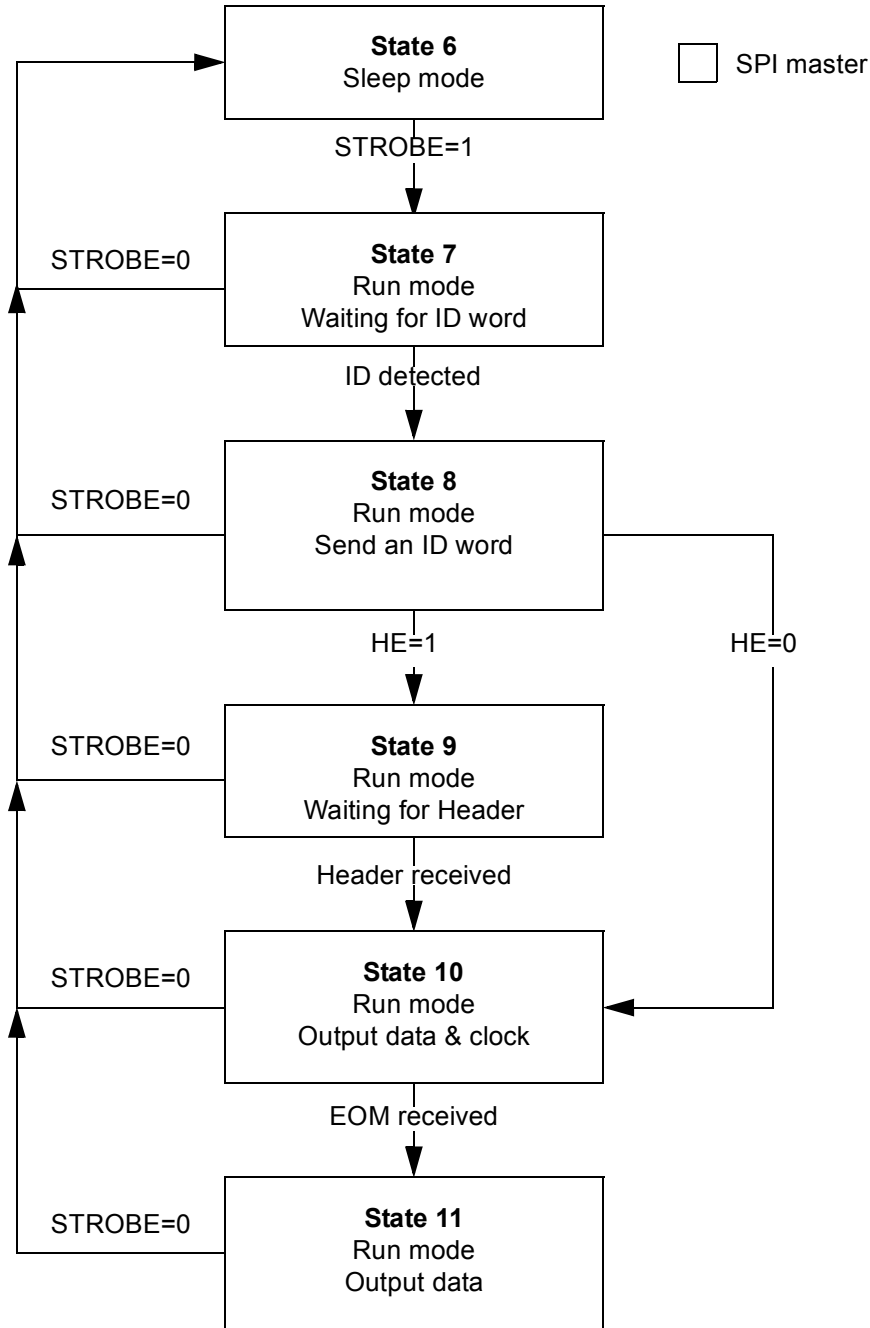 State 6
Sleep mode
SPI master
STROBE=1
State 7
Run mode
Waiting for ID word
STROBE=0
ID detected
State 8
Run mode
Send an ID word
STROBE=0
HE=1
HE=0
State 9
Run mode
Waiting for Header
STROBE=0
Header received
State 10
Run mode
Output data & clock
STROBE=0
EOM received
State 11
Run mode
Output data
STROBE=0